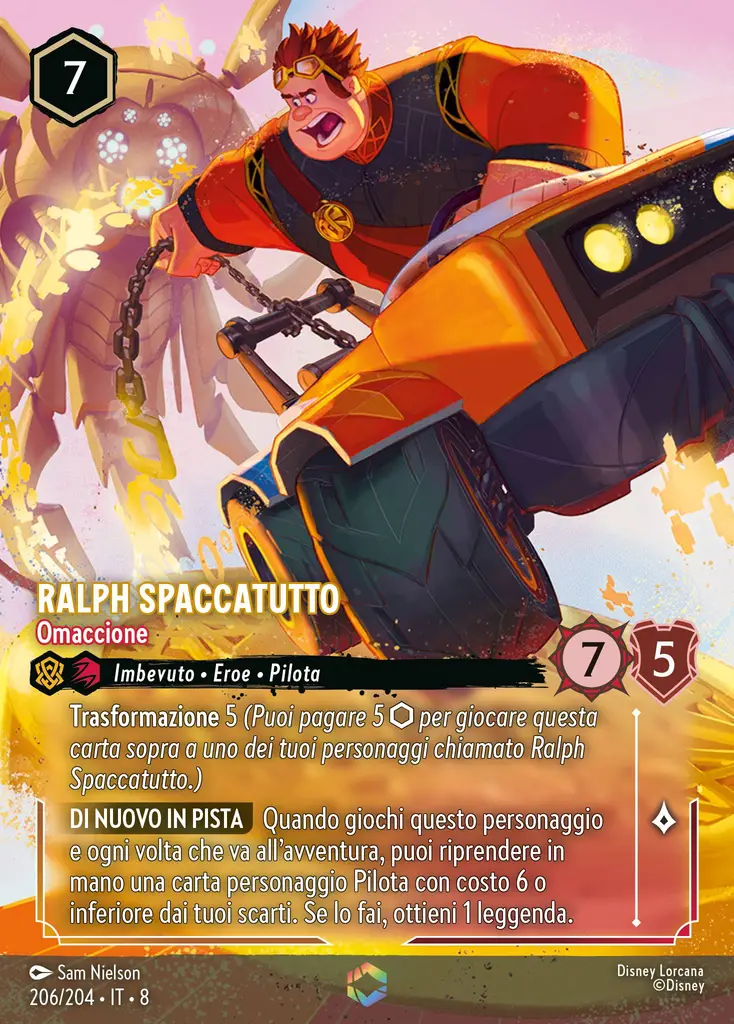 7
RALPH SPACCATUTTO
Omaccione
Imbevuto • Eroe • Pilota
7 5
Trasformazione 5 (Puoi pagare 5 ⬡ per giocare questa
carta sopra a uno dei tuoi personaggi chiamato Ralph
Spaccatutto.)
DI NUOVO IN PISTA Quando giochi questo personaggio
e ogni volta che va all'avventura, puoi riprendere in
mano una carta personaggio Pilota con costo 6 o
inferiore dai tuoi scarti. Se lo fai, ottieni 1 leggenda.
Sam Nielson
206/204 • IT • 8
Disney Lorcana
©Disney